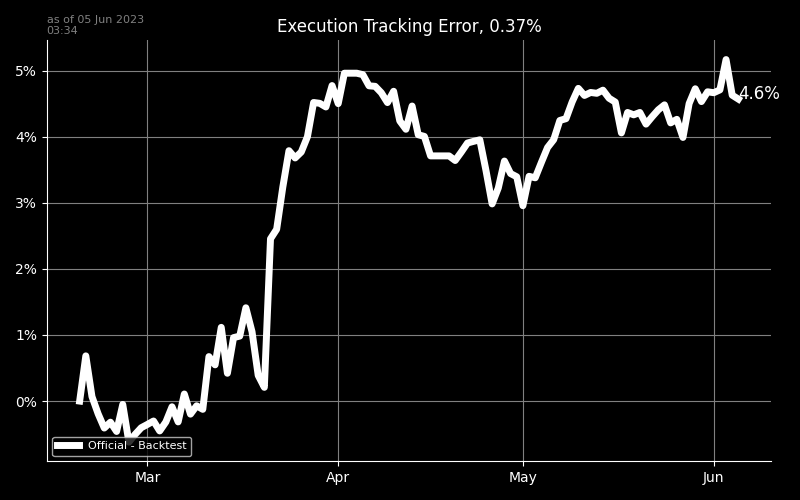 as of 05 Jun 2023
03:34
Execution Tracking Error, 0.37%
5%
4%
3%
2%
1%
0%
4.6%
Official - Backtest
Mar Apr May Jun